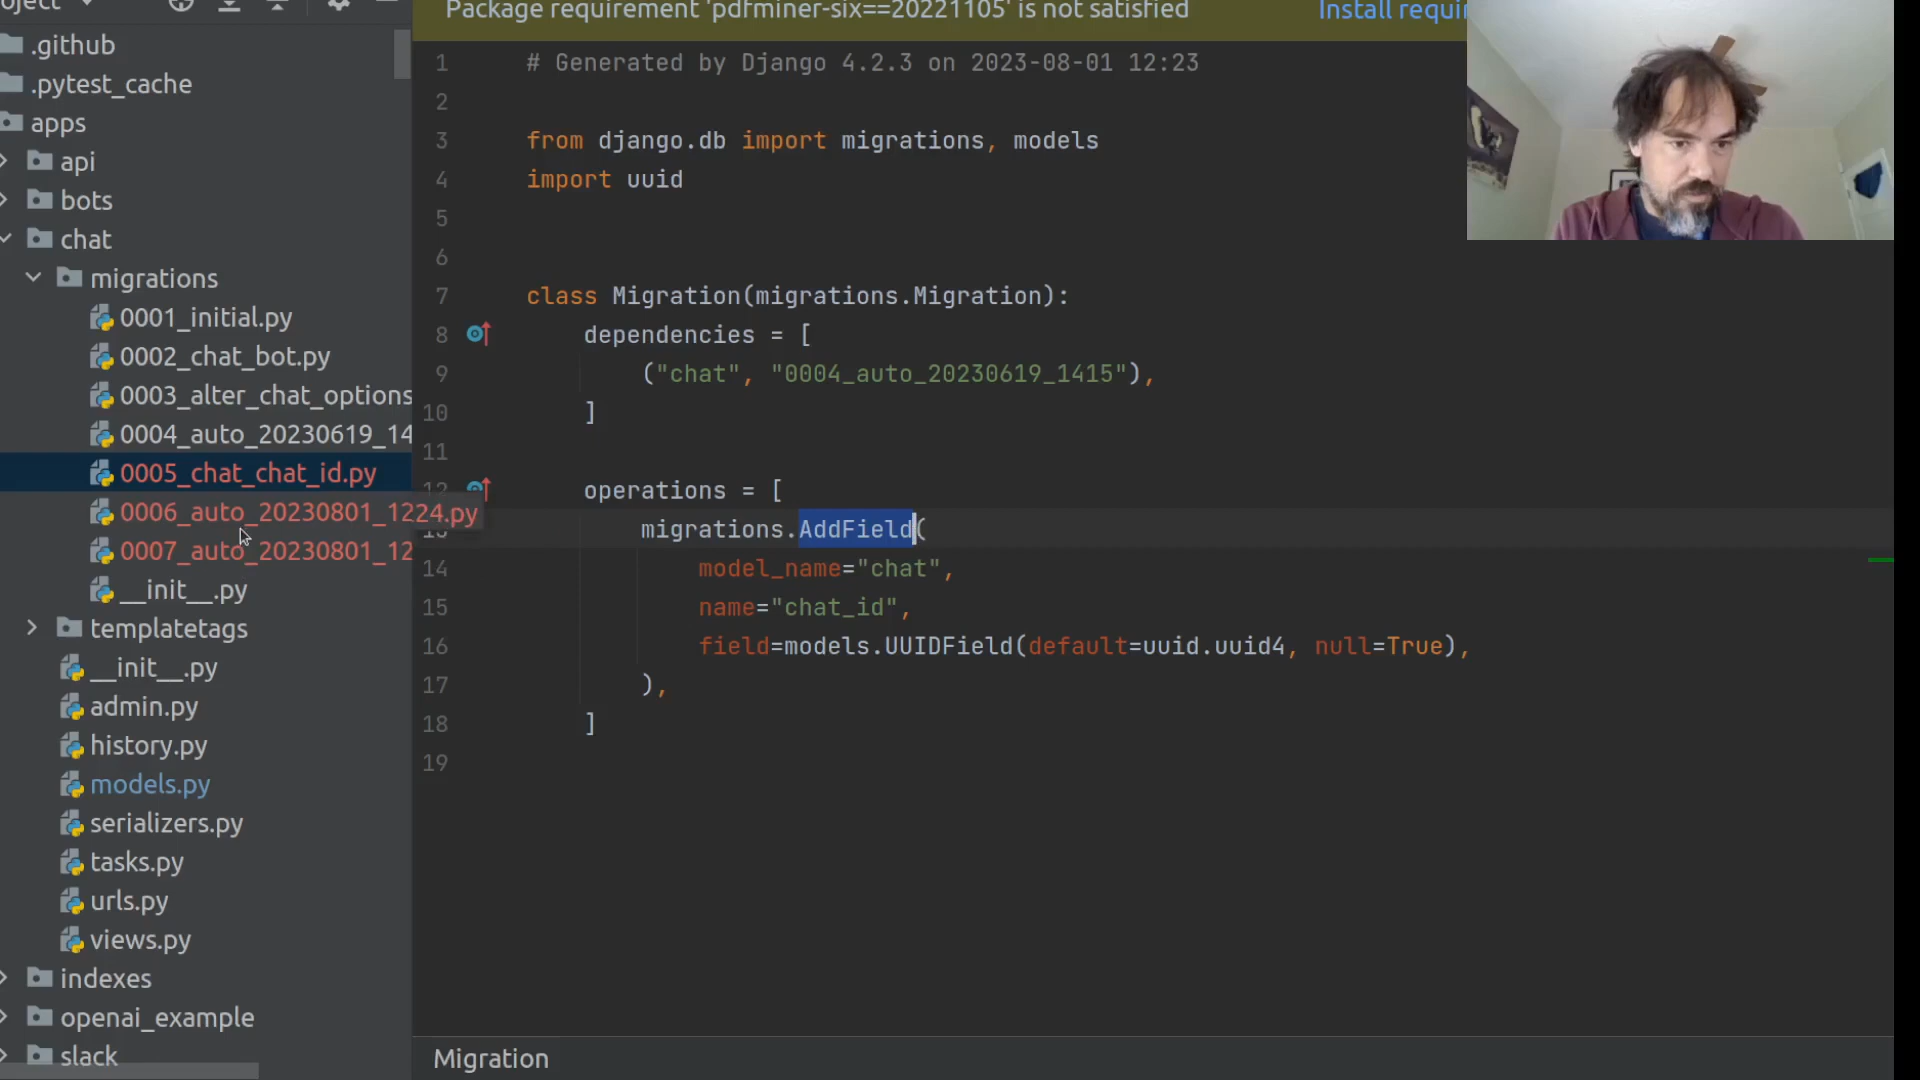 oject
Package requirement 'pdfminer-six==20221105' is not satisfied
Install requir
.github
.pytest_cache
apps
api
bots
chat
migrations
0001_initial.py
0002_chat_bot.py
0003_alter_chat_options
0004_auto_20230619_14
0005_chat_chat_id.py
0006_auto_20230801_1224.py
0007_auto_20230801_12
__init__.py
templatetags
__init__.py
admin.py
history.py
models.py
serializers.py
tasks.py
urls.py
views.py
indexes
openai_example
slack
1 # Generated by Django 4.2.3 on 2023-08-01 12:23
2
3 from django.db import migrations, models
4 import uuid
5
6
7 class Migration(migrations.Migration):
8 dependencies = [
9 ("chat", "0004_auto_20230619_1415"),
10 ]
11
12 operations = [
13 migrations.AddField(
14 model_name="chat",
15 name="chat_id",
16 field=models.UUIDField(default=uuid.uuid4, null=True),
17 ),
18 ]
19
Migration